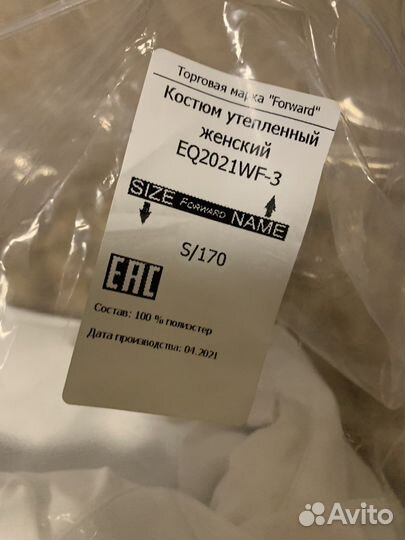 Торговая марка "Forward"
Костюм утепленный
женский
EQ2021WF-3
SIZE FORWARD NAME
S/170
EAC
Состав: 100 % полиэстер
Дата производства: 04.2021
Avito